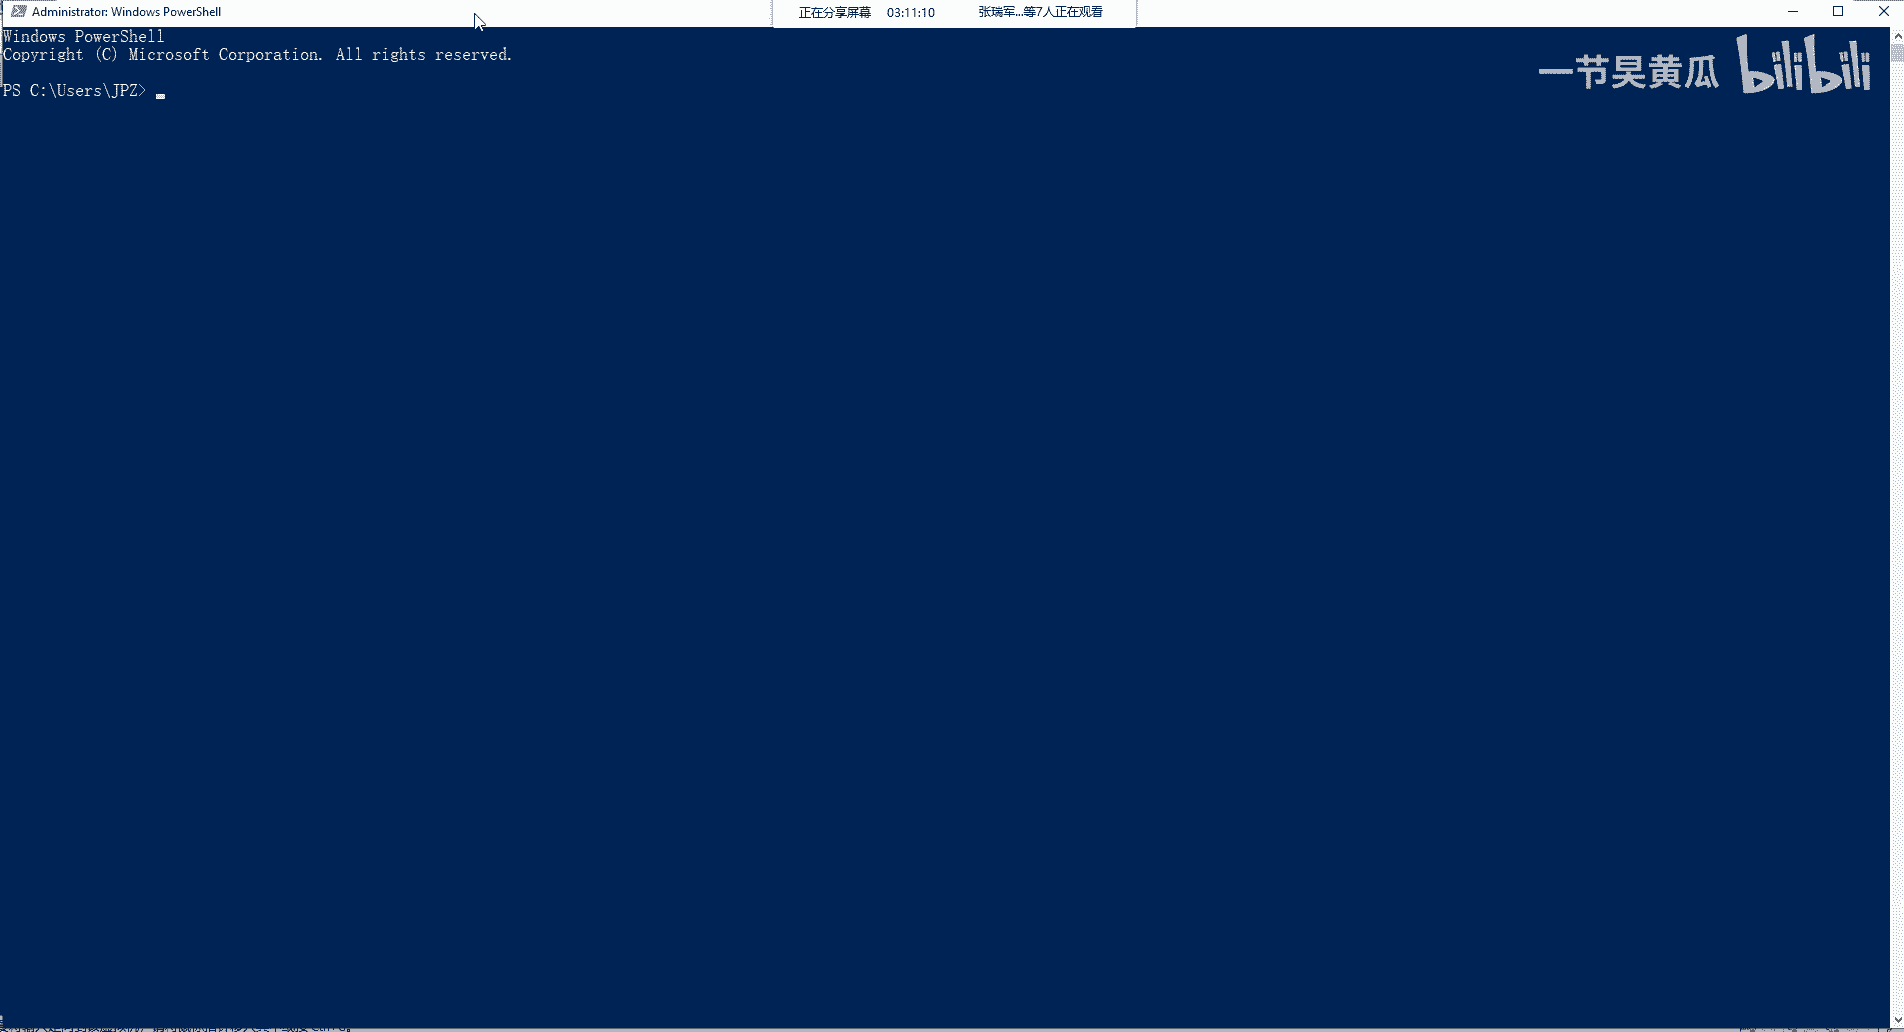 Administrator: Windows PowerShell
正在分享屏幕 03:11:10 张瑞军...等7人正在观看
Windows PowerShell
Copyright (C) Microsoft Corporation. All rights reserved.
一节昊黄瓜 bilibili
PS C:\Users\JPZ>